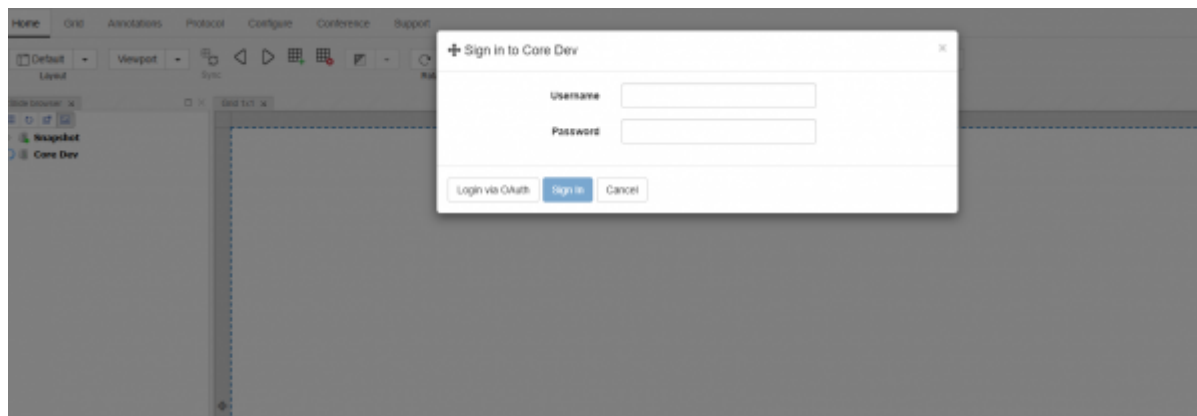 Home Grid Annotations Protocol Configure Conference Support
Default Viewport
Layout Sync
Slide browser Grid 1x1
Snapshot
Core Dev
Sign in to Core Dev
Username
Password
Login via OAuth Sign In Cancel